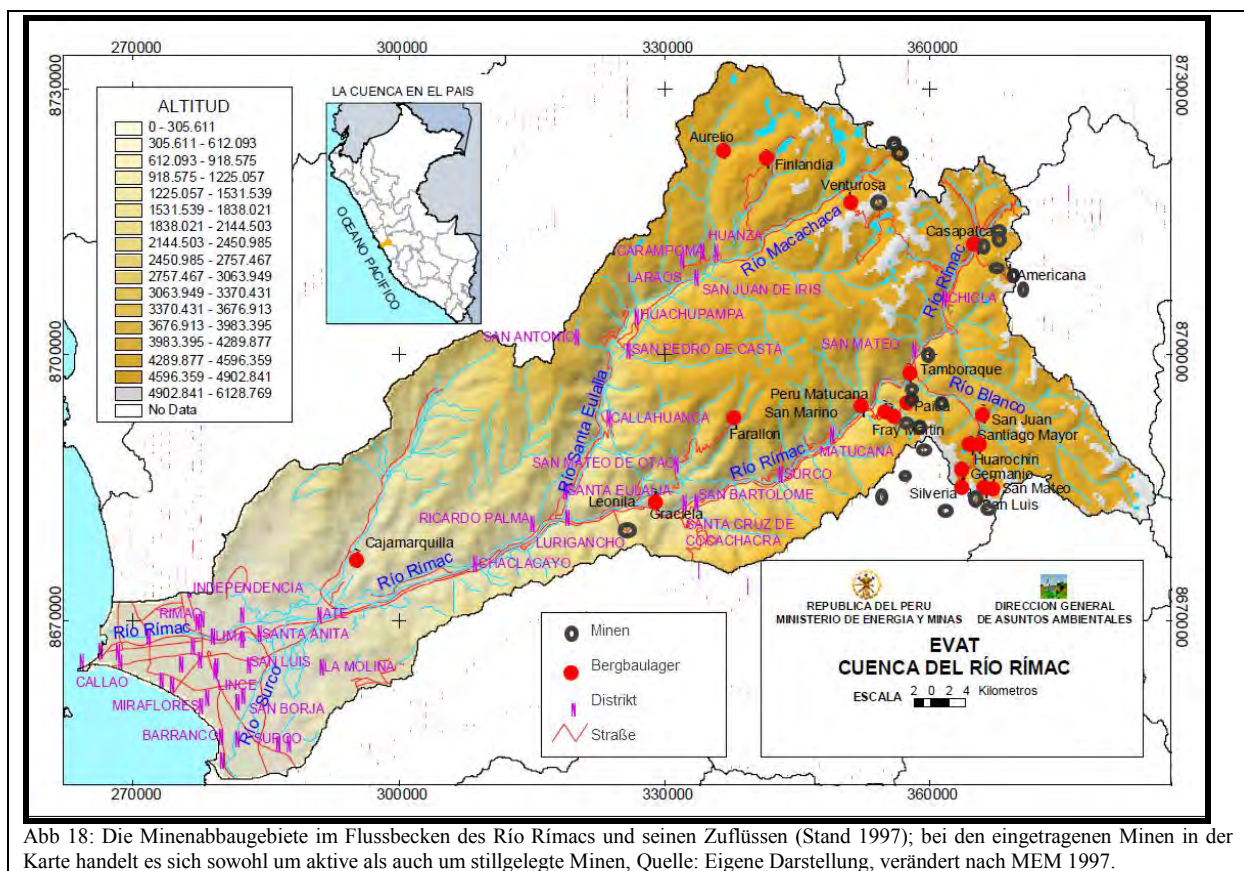 270000
300000
330000
360000
8730000
8700000
8670000
ALTITUD
0 - 305.611
305.611 - 612.093
612.093 - 918.575
918.575 - 1225.057
1225.057 - 1531.539
1531.539 - 1838.021
1838.021 - 2144.503
2144.503 - 2450.985
2450.985 - 2757.467
2757.467 - 3063.949
3063.949 - 3370.431
3370.431 - 3676.913
3676.913 - 3983.395
3983.395 - 4289.877
4289.877 - 4596.359
4596.359 - 4902.841
4902.841 - 6128.769
No Data
LA CUENCA EN EL PAIS
OCEANO PACIFICO
Aurelio
Finlandia
Venturosa
HUANZA
CARAMPOMA
Río Macachaca
LARAOS
SAN JUAN DE IRIS
Casapalca
Americana
Río Rímac
CHICLA
HUACHUPAMPA
SAN ANTONIO
SAN PEDRO DE CASTA
SAN MATEO
Tamboraque
Río Blanco
Peru Matucana
San Marino
Fray Martin
San Juan
Santiago Mayor
Huarochiri
Germanio
Silveria
San Mateo
San Luis
Río Santa Eulalia
CALLAHUANCA
Farallon
MATUCANA
SAN MATEO DE OTAO
Río Rímac
SURCO
SANTA EULALIA
Leonila
Graciela
SAN BARTOLOME
RICARDO PALMA
SANTA CRUZ DE
COCACHACRA
LURIGANCHO
Cajamarquilla
Río Rímac
CHACLACAYO
INDEPENDENCIA
RIMAC
ATE
Río Rímac
LIMA
SANTA ANITA
SAN LUIS
LA MOLINA
CALLAO
LINCE
Río Surco
MIRAFLORES
SAN BORJA
BARRANCO
SURCO
Minen
Bergbaulager
Distrikt
Straße
REPUBLICA DEL PERU
MINISTERIO DE ENERGIA Y MINAS
DIRECCION GENERAL
DE ASUNTOS AMBIENTALES
EVAT
CUENCA DEL RÍO RÍMAC
ESCALA 2 0 2 4 Kilometros
270000
300000
330000
360000
8730000
8700000
8670000
Abb 18: Die Minenabbaugebiete im Flussbecken des Río Rímacs und seinen Zuflüssen (Stand 1997); bei den eingetragenen Minen in der
Karte handelt es sich sowohl um aktive als auch um stillgelegte Minen, Quelle: Eigene Darstellung, verändert nach MEM 1997.